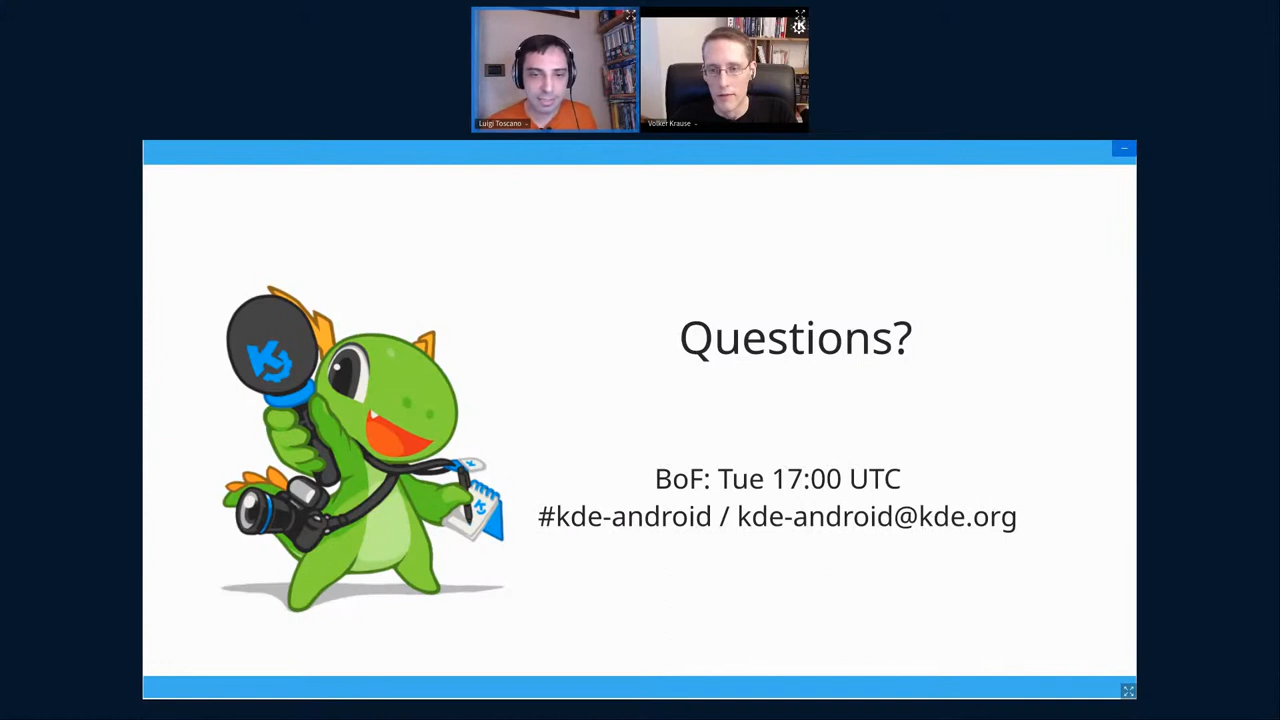 Luigi Toscano
Volker Krause
Questions?
BoF: Tue 17:00 UTC
#kde-android / kde-android@kde.org